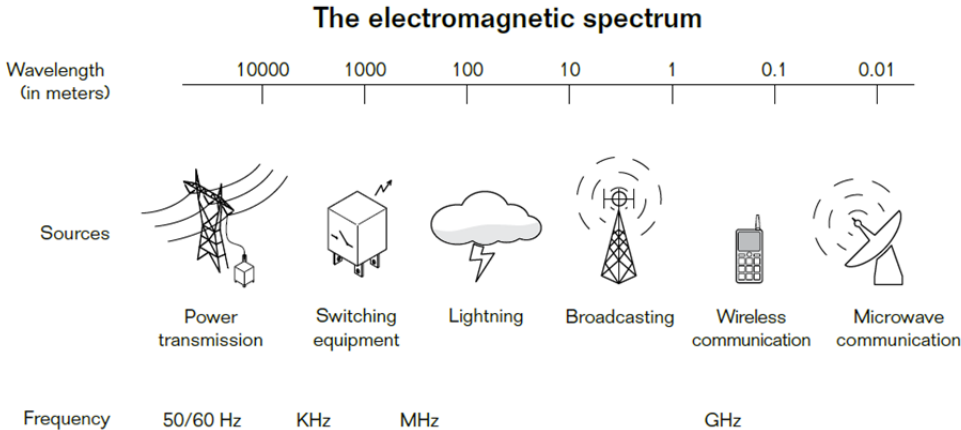 The electromagnetic spectrum
Wavelength
(in meters)
10000 1000 100 10 1 0.1 0.01
Sources
Power
transmission
Switching
equipment
Lightning
Broadcasting
Wireless
communication
Microwave
communication
Frequency 50/60 Hz KHz MHz GHz